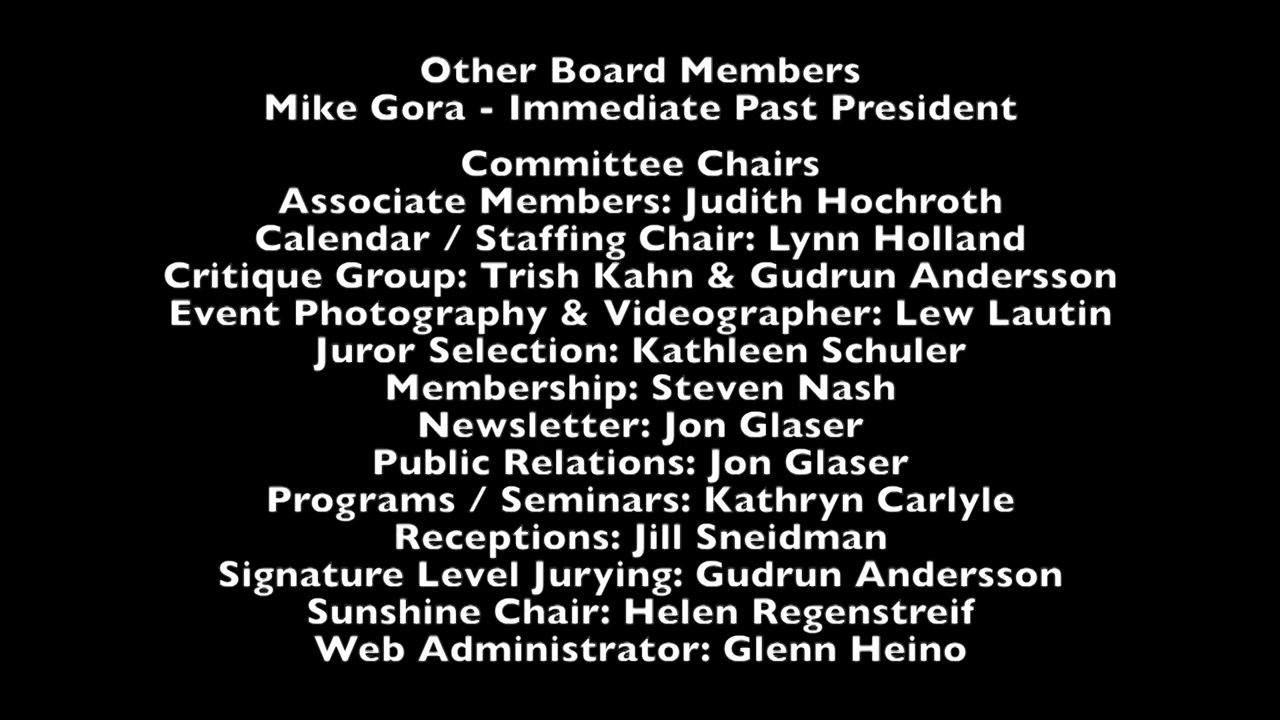 Other Board Members
Mike Gora - Immediate Past President
Committee Chairs
Associate Members: Judith Hochroth
Calendar / Staffing Chair: Lynn Holland
Critique Group: Trish Kahn & Gudrun Andersson
Event Photography & Videographer: Lew Lautin
Juror Selection: Kathleen Schuler
Membership: Steven Nash
Newsletter: Jon Glaser
Public Relations: Jon Glaser
Programs / Seminars: Kathryn Carlyle
Receptions: Jill Sneidman
Signature Level Jurying: Gudrun Andersson
Sunshine Chair: Helen Regenstreif
Web Administrator: Glenn Heino